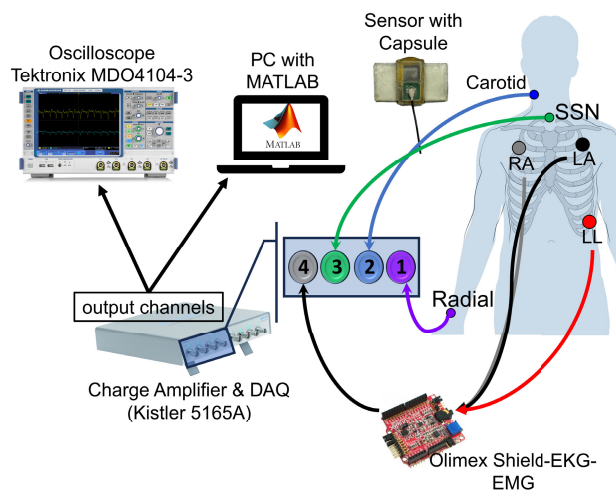 Oscilloscope
Tektronix MDO4104-3
PC with
MATLAB
Sensor with
Capsule
Carotid
SSN
RA
LA
LL
MATLAB
4 3 2 1
Radial
output channels
Charge Amplifier & DAQ
(Kistler 5165A)
Olimex Shield-EKG-
EMG